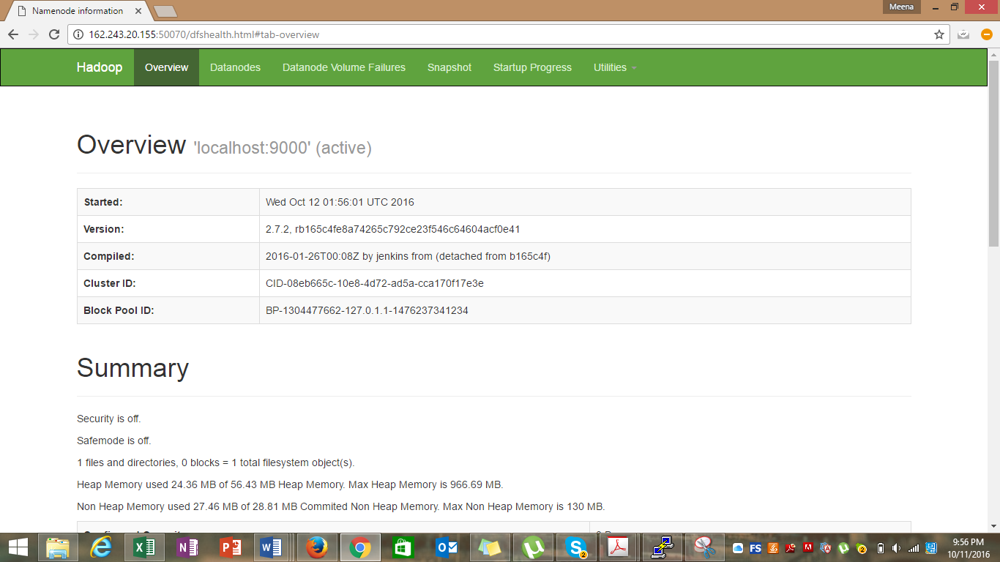 Namenode information
Meena
162.243.20.155:50070/dfshealth.html#tab-overview
Hadoop Overview Datanodes Datanode Volume Failures Snapshot Startup Progress Utilities
Overview 'localhost:9000' (active)
Started: Wed Oct 12 01:56:01 UTC 2016
Version: 2.7.2, rb165c4fe8a74265c792ce23f546c64604acf0e41
Compiled: 2016-01-26T00:08Z by jenkins from (detached from b165c4f)
Cluster ID: CID-08eb665c-10e8-4d72-ad5a-cca170f17e3e
Block Pool ID: BP-1304477662-127.0.1.1-1476237341234
Summary
Security is off.
Safemode is off.
1 files and directories, 0 blocks = 1 total filesystem object(s).
Heap Memory used 24.36 MB of 56.43 MB Heap Memory. Max Heap Memory is 966.69 MB.
Non Heap Memory used 27.46 MB of 28.81 MB Commited Non Heap Memory. Max Non Heap Memory is 130 MB.
FS
9:56 PM
10/11/2016